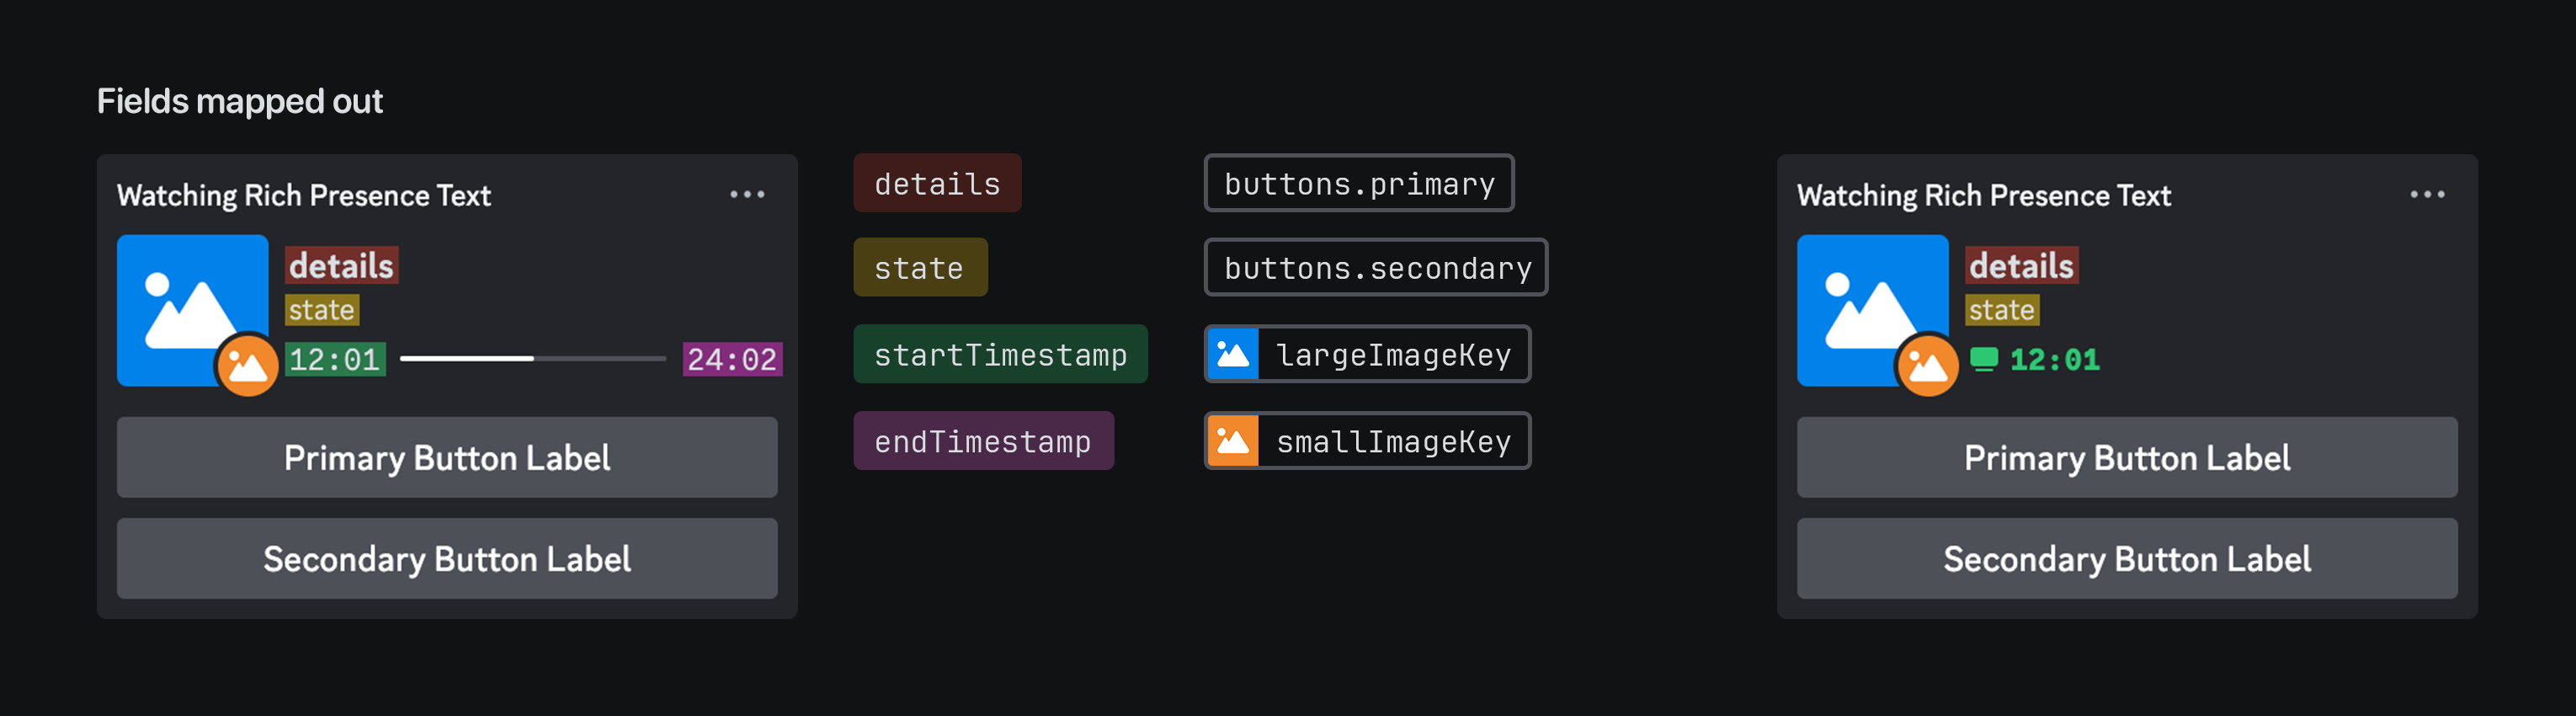 Fields mapped out
Watching Rich Presence Text
details
state
12:01
24:02
Primary Button Label
Secondary Button Label
details
state
startTimestamp
endTimestamp
buttons.primary
buttons.secondary
largeImageKey
smallImageKey
Watching Rich Presence Text
details
state
12:01
Primary Button Label
Secondary Button Label